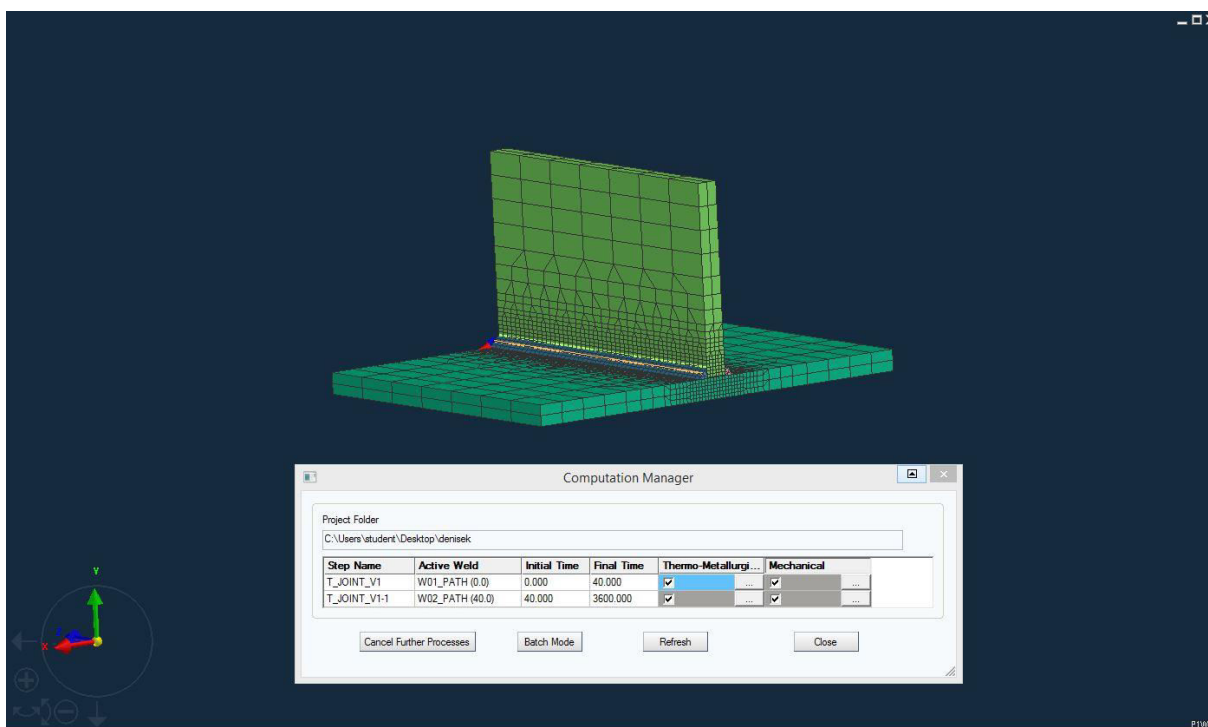 Computation Manager
Project Folder
C:\Users\student\Desktop\denisek
Step Name Active Weld Initial Time Final Time Thermo-Metallurgi... Mechanical
T_JOINT_V1 W01_PATH (0.0) 0.000 40.000 ... ...
T_JOINT_V1-1 W02_PATH (40.0) 40.000 3600.000 ... ...
Cancel Further Processes Batch Mode Refresh Close
Y
X